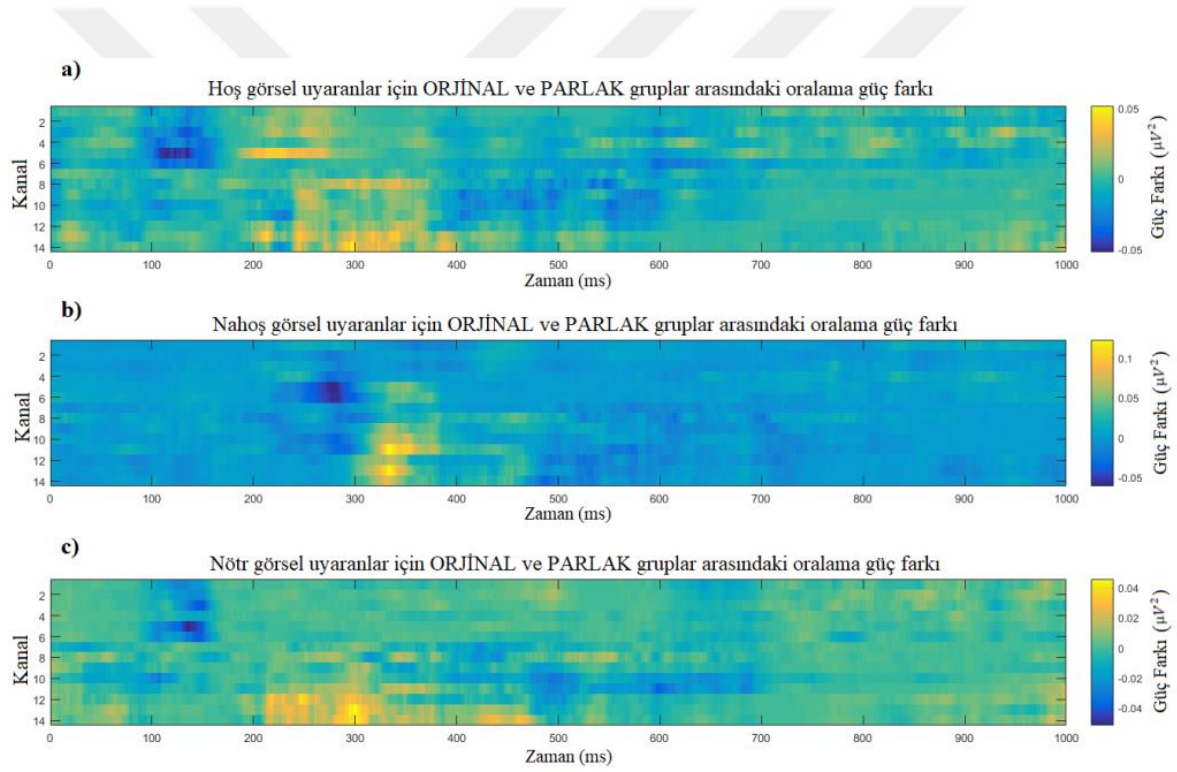 a)
Hoş görsel uyaranlar için ORJİNAL ve PARLAK gruplar arasındaki oralama güç farkı
Kanal
2
4
6
8
10
12
14
0 100 200 300 400 500 600 700 800 900 1000
Zaman (ms)
0.05
0
-0.05
Güç Farkı (µV²)
b)
Nahoş görsel uyaranlar için ORJİNAL ve PARLAK gruplar arasındaki oralama güç farkı
Kanal
2
4
6
8
10
12
14
0 100 200 300 400 500 600 700 800 900 1000
Zaman (ms)
0.1
0.05
0
-0.05
Güç Farkı (µV²)
c)
Nötr görsel uyaranlar için ORJİNAL ve PARLAK gruplar arasındaki oralama güç farkı
Kanal
2
4
6
8
10
12
14
0 100 200 300 400 500 600 700 800 900 1000
Zaman (ms)
0.04
0.02
0
-0.02
-0.04
Güç Farkı (µV²)